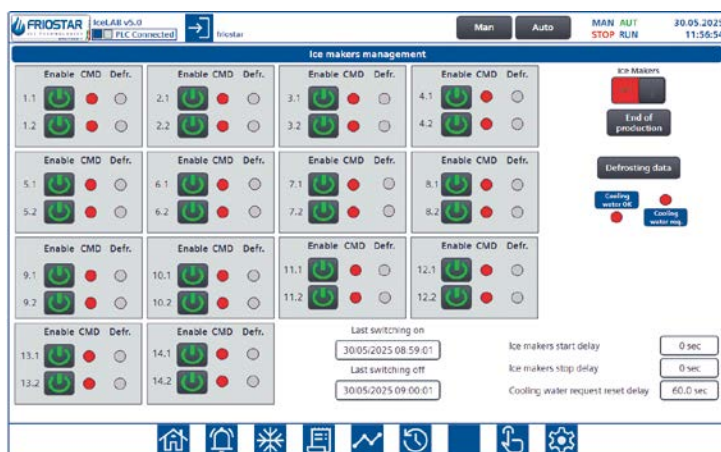 FRIOSTAR
IceLAB v5.0
PLC Connected
friostar
Man
Auto
MAN AUT
STOP RUN
30.05.2025
11:56:54
Ice makers management
Enable CMD Defr.
1.1
1.2
Enable CMD Defr.
2.1
2.2
Enable CMD Defr.
3.1
3.2
Enable CMD Defr.
4.1
4.2
Ice Makers
End of
production
Enable CMD Defr.
5.1
5.2
Enable CMD Defr.
6.1
6.2
Enable CMD Defr.
7.1
7.2
Enable CMD Defr.
8.1
8.2
Defrosting data
Cooling
water OK
Cooling
water req.
Enable CMD Defr.
9.1
9.2
Enable CMD Defr.
10.1
10.2
Enable CMD Defr.
11.1
11.2
Enable CMD Defr.
12.1
12.2
Enable CMD Defr.
13.1
13.2
Enable CMD Defr.
14.1
14.2
Last switching on
30/05/2025 08:59:01
Last switching off
30/05/2025 09:00:01
Ice makers start delay
0 sec
Ice makers stop delay
0 sec
Cooling water request reset delay
60.0 sec